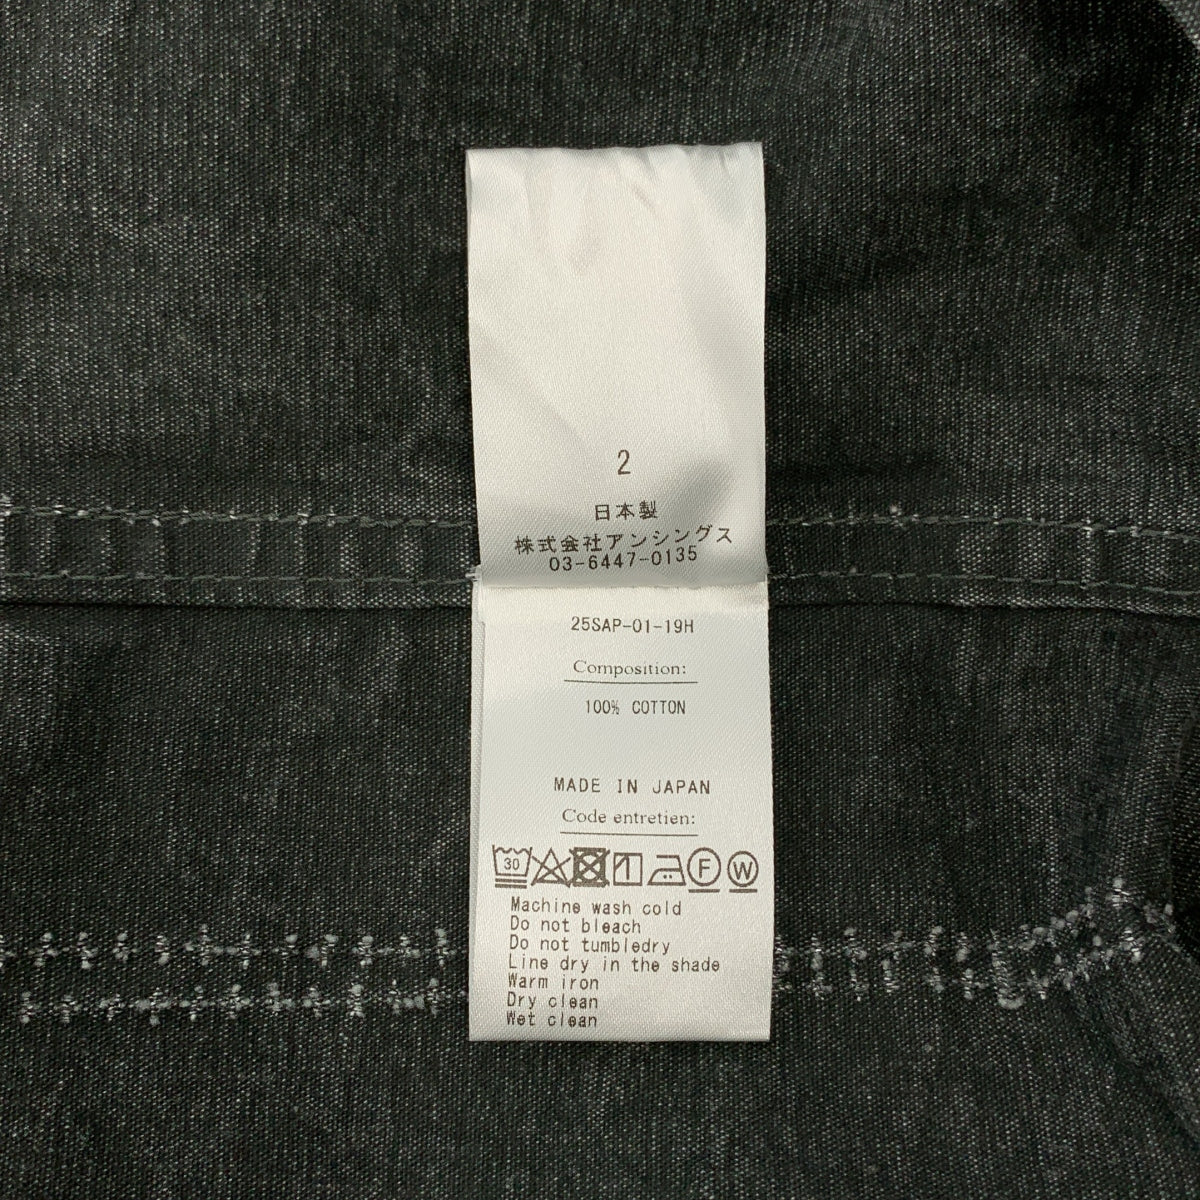 2
日本製
株式会社アンシングス
03-6447-0135
25SAP-01-19H
Composition:
100% COTTON
MADE IN JAPAN
Code entretien:
30 F W
Machine wash cold
Do not bleach
Do not tumbledry
Line dry in the shade
Warm iron
Dry clean
Wet clean